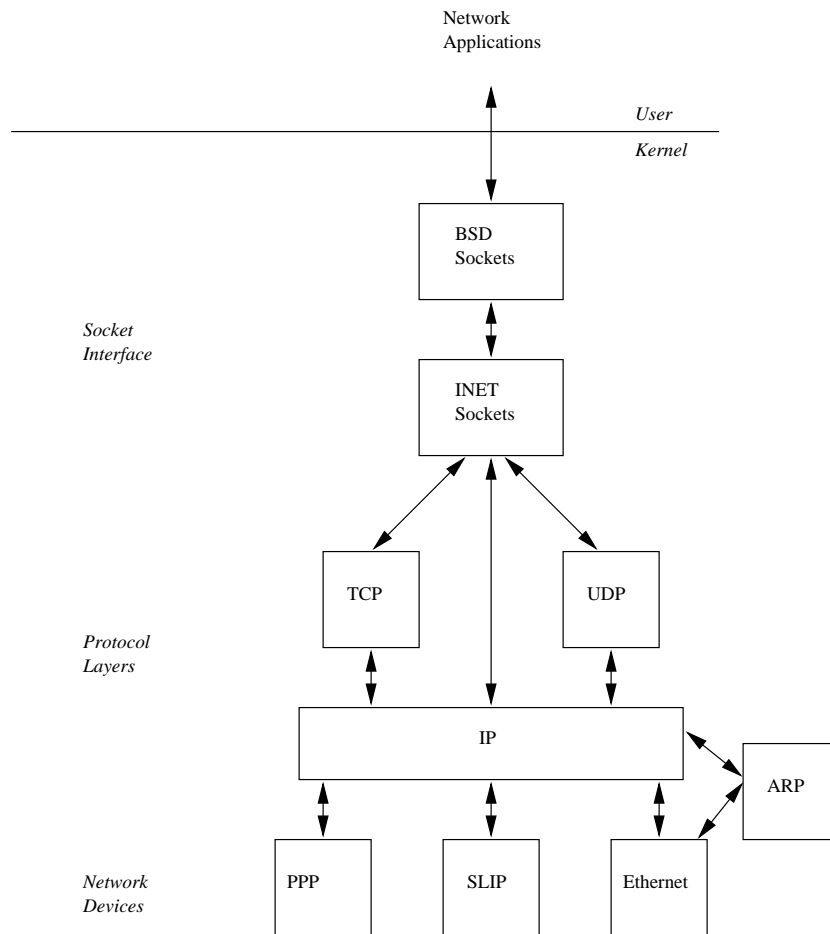 Network
Applications
User
Kernel
BSD
Sockets
Socket
Interface
INET
Sockets
TCP
UDP
Protocol
Layers
IP
ARP
PPP
SLIP
Ethernet
Network
Devices